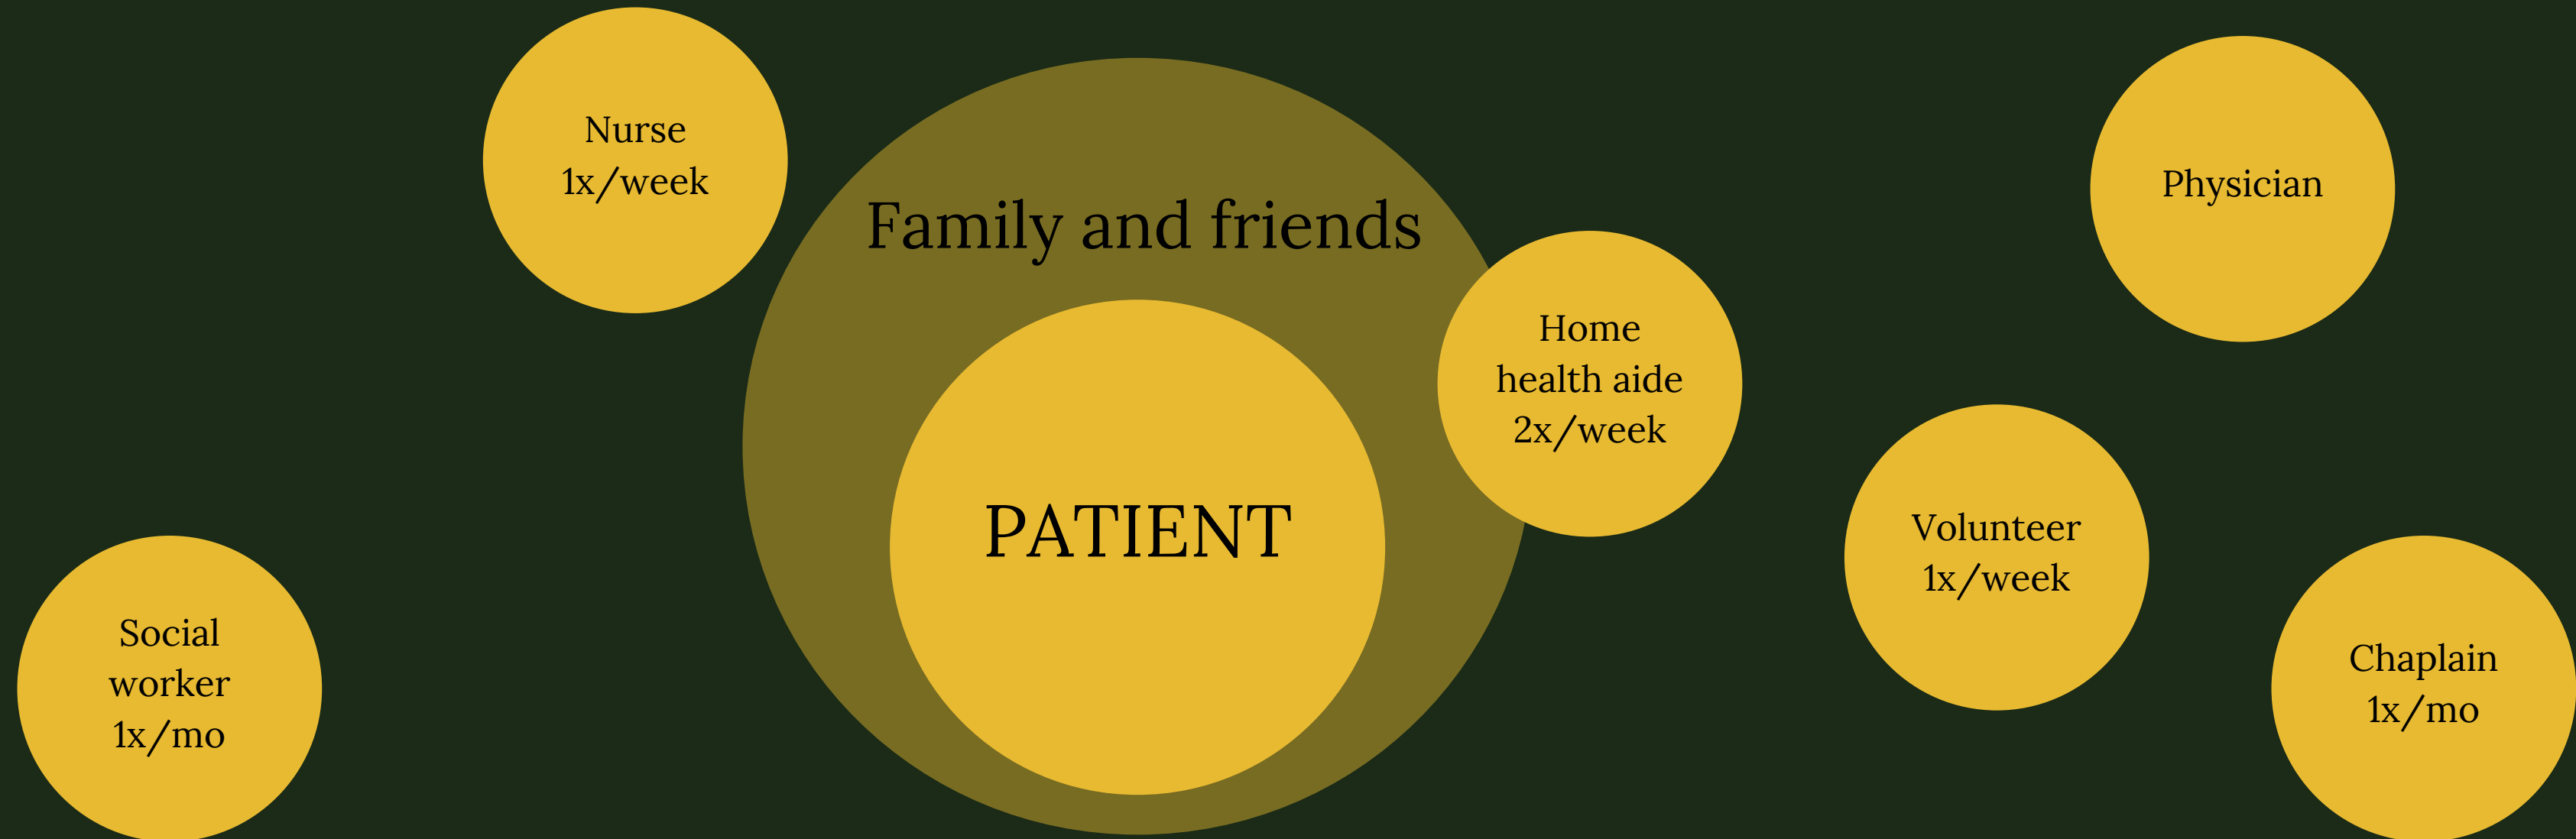 Nurse
1x/week
Family and friends
Physician
Home
health aide
2x/week
PATIENT
Volunteer
1x/week
Social
worker
1x/mo
Chaplain
1x/mo